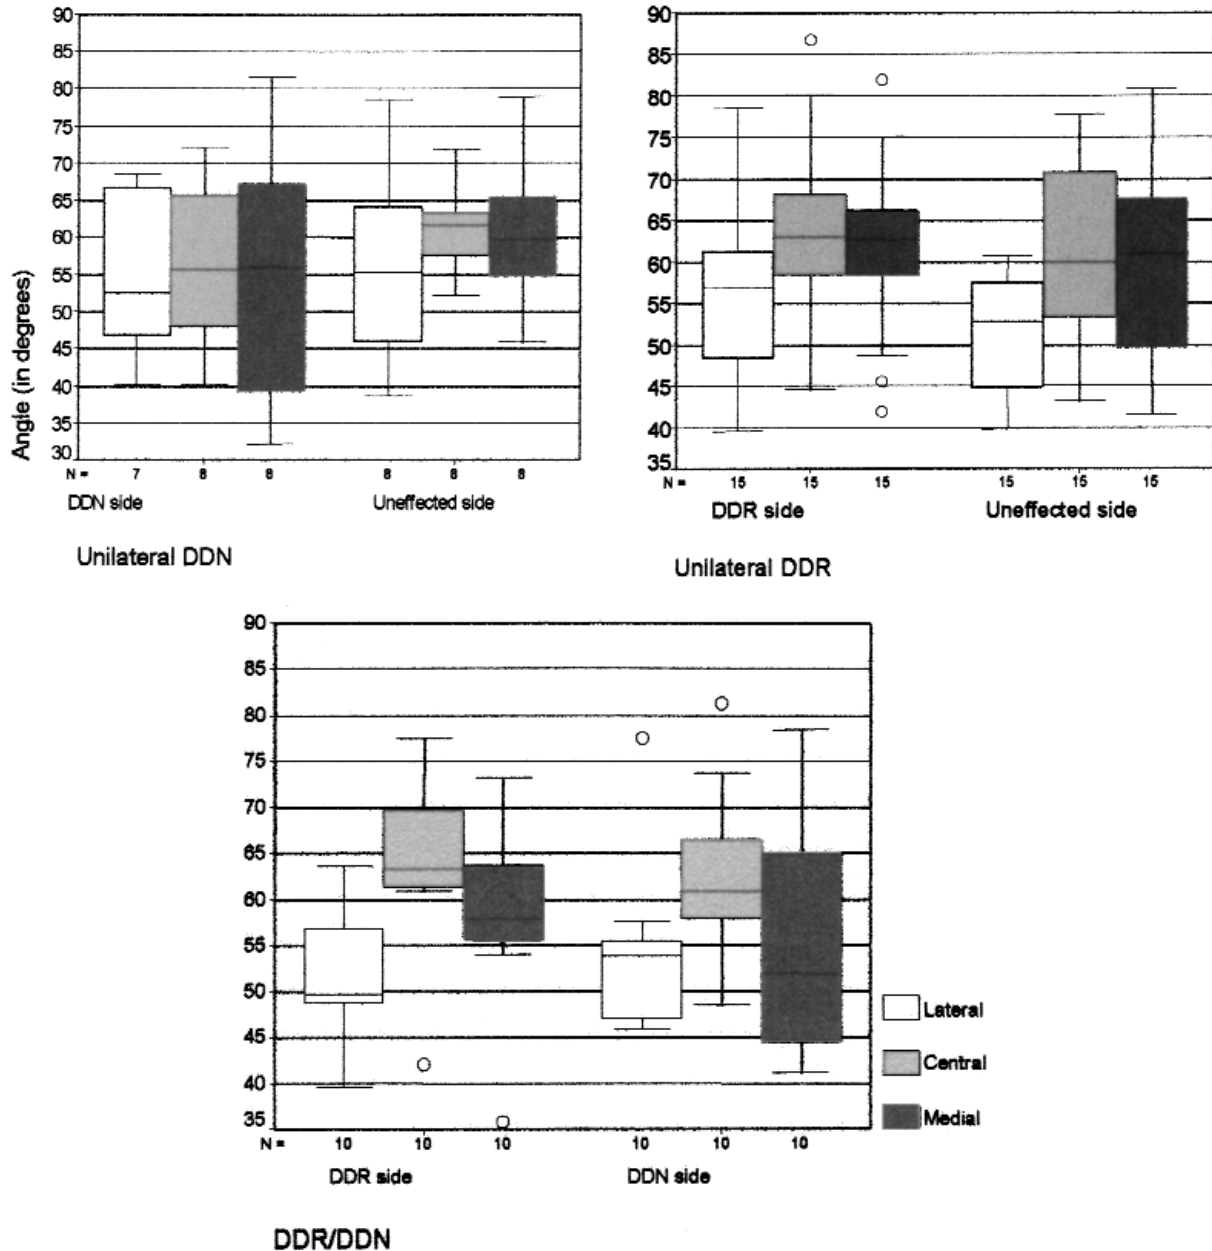 90
85
80
75
70
65
60
55
50
45
40
35
30
Angle (in degrees)
N = 7 8 8 8 8 8
DDN side Uneffected side
Unilateral DDN
90
85
80
75
70
65
60
55
50
45
40
35
N = 15 15 15 15 15 15
DDR side Uneffected side
Unilateral DDR
90
85
80
75
70
65
60
55
50
45
40
35
N = 10 10 10 10 10 10
DDR side DDN side
DDR/DDN
Lateral
Central
Medial